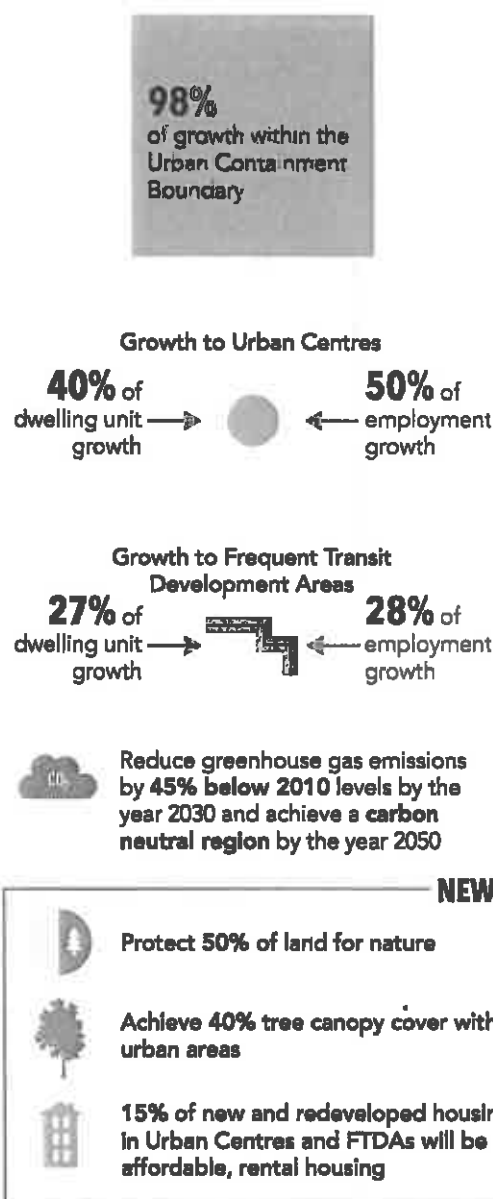 98%
of growth within the
Urban Containment
Boundary
Growth to Urban Centres
40% of
dwelling unit
growth
50% of
employment
growth
Growth to Frequent Transit
Development Areas
27% of
dwelling unit
growth
28% of
employment
growth
Reduce greenhouse gas emissions
by 45% below 2010 levels by the
year 2030 and achieve a carbon
neutral region by the year 2050
NEW
Protect 50% of land for nature
Achieve 40% tree canopy cover with
urban areas
15% of new and redeveloped housin
in Urban Centres and FTDAs will be
affordable, rental housing